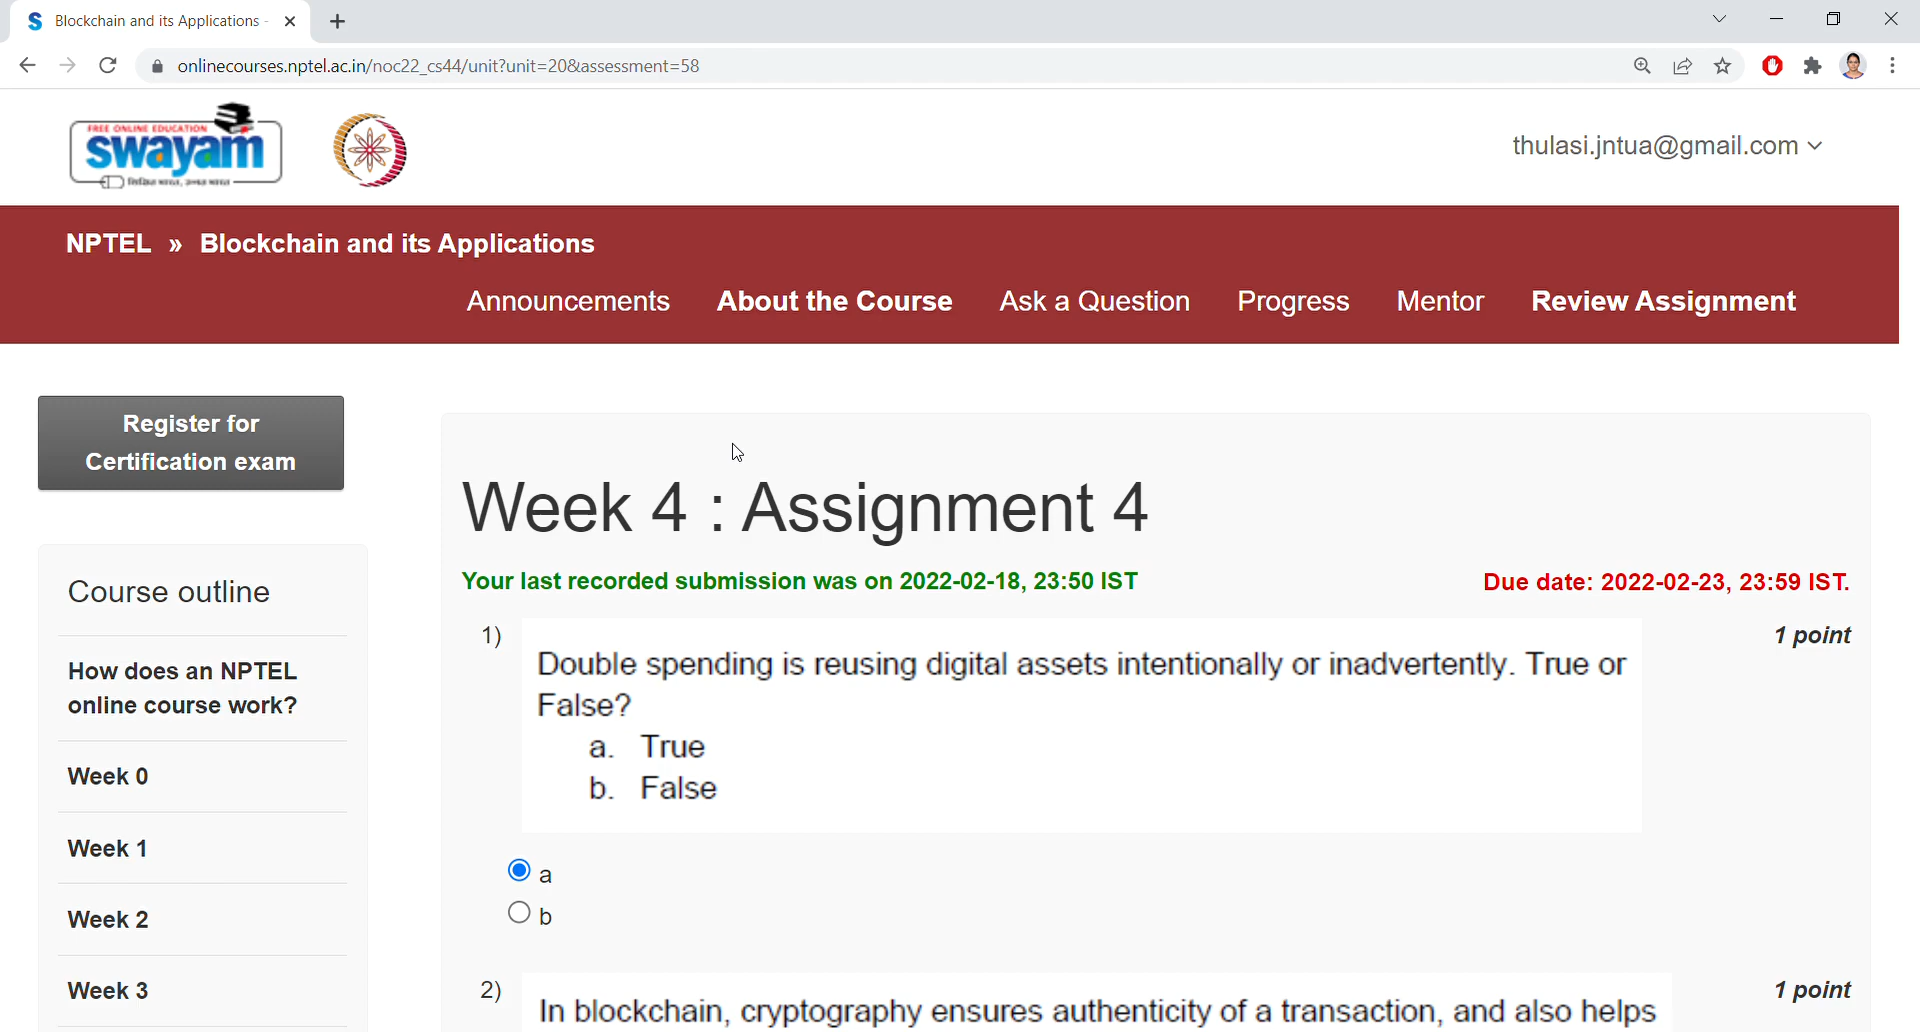 Blockchain and its Applications -
onlinecourses.nptel.ac.in/noc22_cs44/unit?unit=20&assessment=58
FREE ONLINE EDUCATION
swayam
thulasi.jntua@gmail.com
NPTEL » Blockchain and its Applications
Announcements About the Course Ask a Question Progress Mentor Review Assignment
Register for
Certification exam
Week 4 : Assignment 4
Your last recorded submission was on 2022-02-18, 23:50 IST Due date: 2022-02-23, 23:59 IST.
Course outline
How does an NPTEL
online course work?
Week 0
Week 1
Week 2
Week 3
1) 1 point
Double spending is reusing digital assets intentionally or inadvertently. True or
False?
a. True
b. False
a
b
2) 1 point
In blockchain, cryptography ensures authenticity of a transaction, and also helps